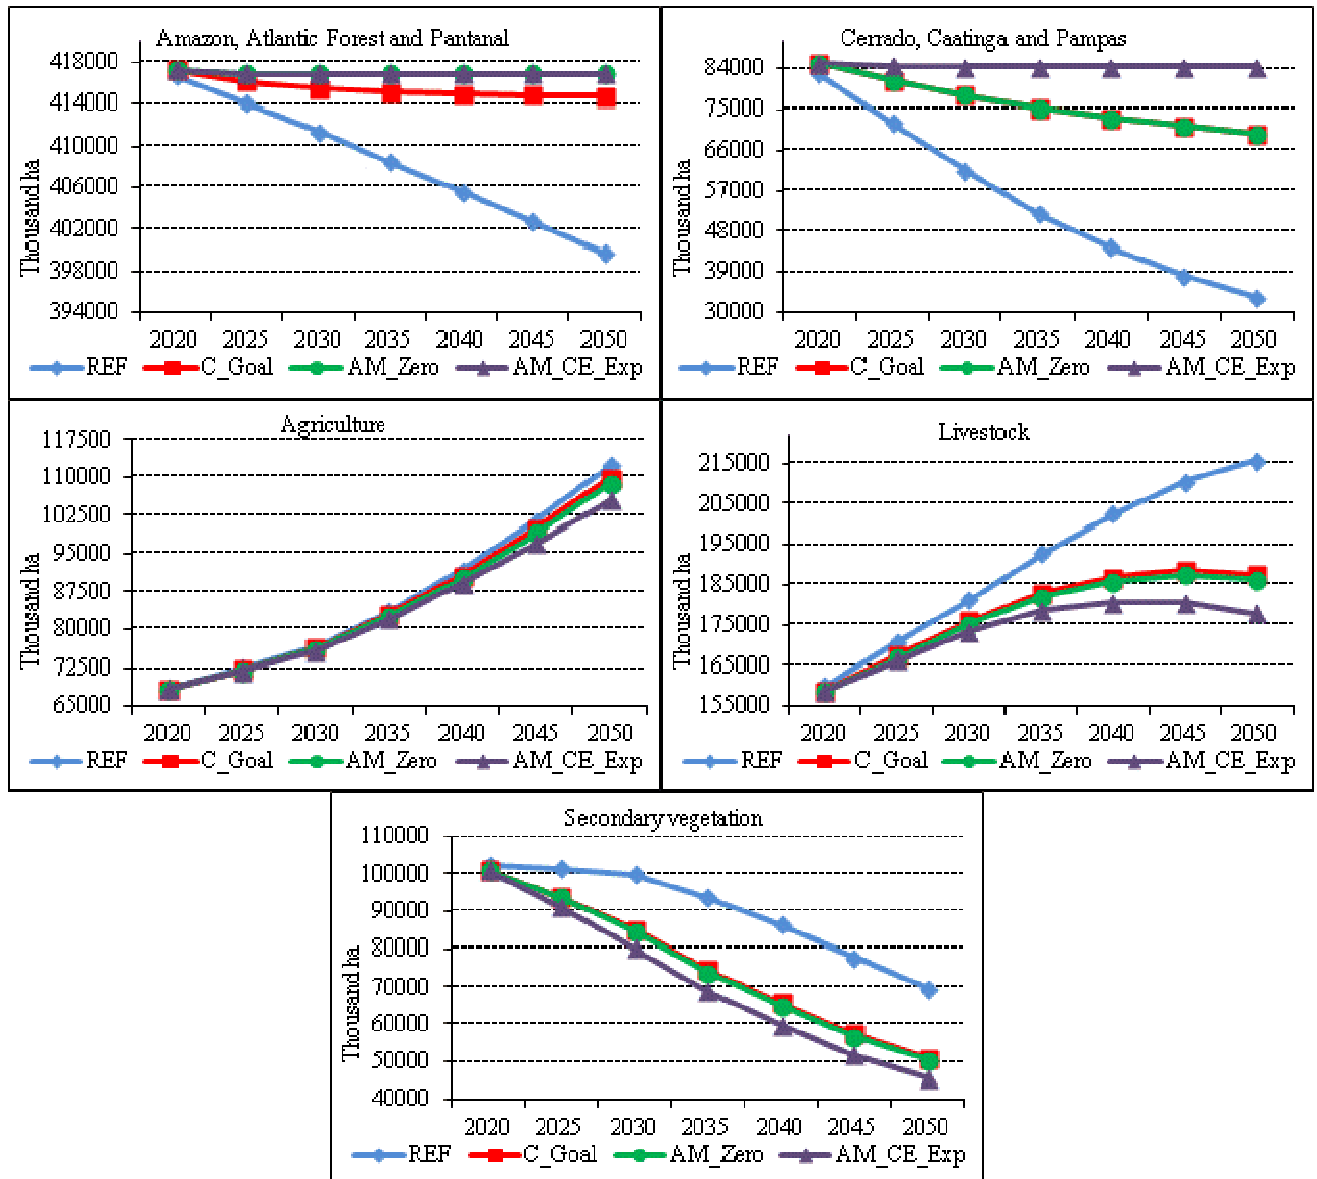 Amazon, Atlantic Forest and Pantanal
Thousand ha
418000
414000
410000
406000
402000
398000
394000
2020 2025 2030 2035 2040 2045 2050
REF C_Goal AM_Zero AM_CE_Exp
Cerrado, Caatinga and Pampas
Thousand ha
84000
75000
66000
57000
48000
39000
30000
2020 2025 2030 2035 2040 2045 2050
REF C_Goal AM_Zero AM_CE_Exp
Agriculture
Thousand ha
117500
110000
102500
95000
87500
80000
72500
65000
2020 2025 2030 2035 2040 2045 2050
REF C_Goal AM_Zero AM_CE_Exp
Livestock
Thousand ha
215000
205000
195000
185000
175000
165000
155000
2020 2025 2030 2035 2040 2045 2050
REF C_Goal AM_Zero AM_CE_Exp
Secondary vegetation
Thousand ha
110000
100000
90000
80000
70000
60000
50000
40000
2020 2025 2030 2035 2040 2045 2050
REF C_Goal AM_Zero AM_CE_Exp